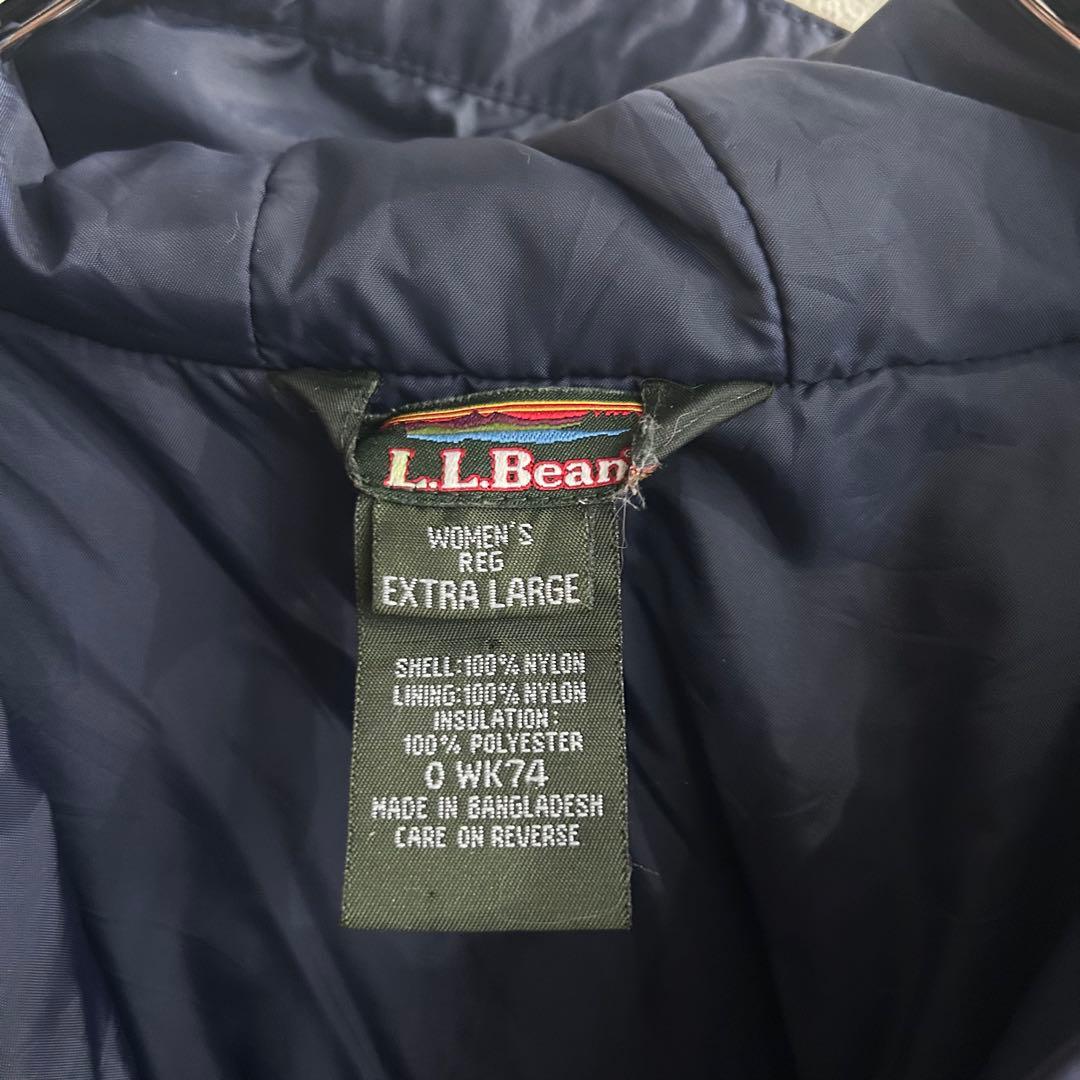 L.L.Bean
WOMEN'S
REG
EXTRA LARGE
SHELL:100% NYLON
LINING:100% NYLON
INSULATION:
100% POLYESTER
0 WK74
MADE IN BANGLADESH
CARE ON REVERSE